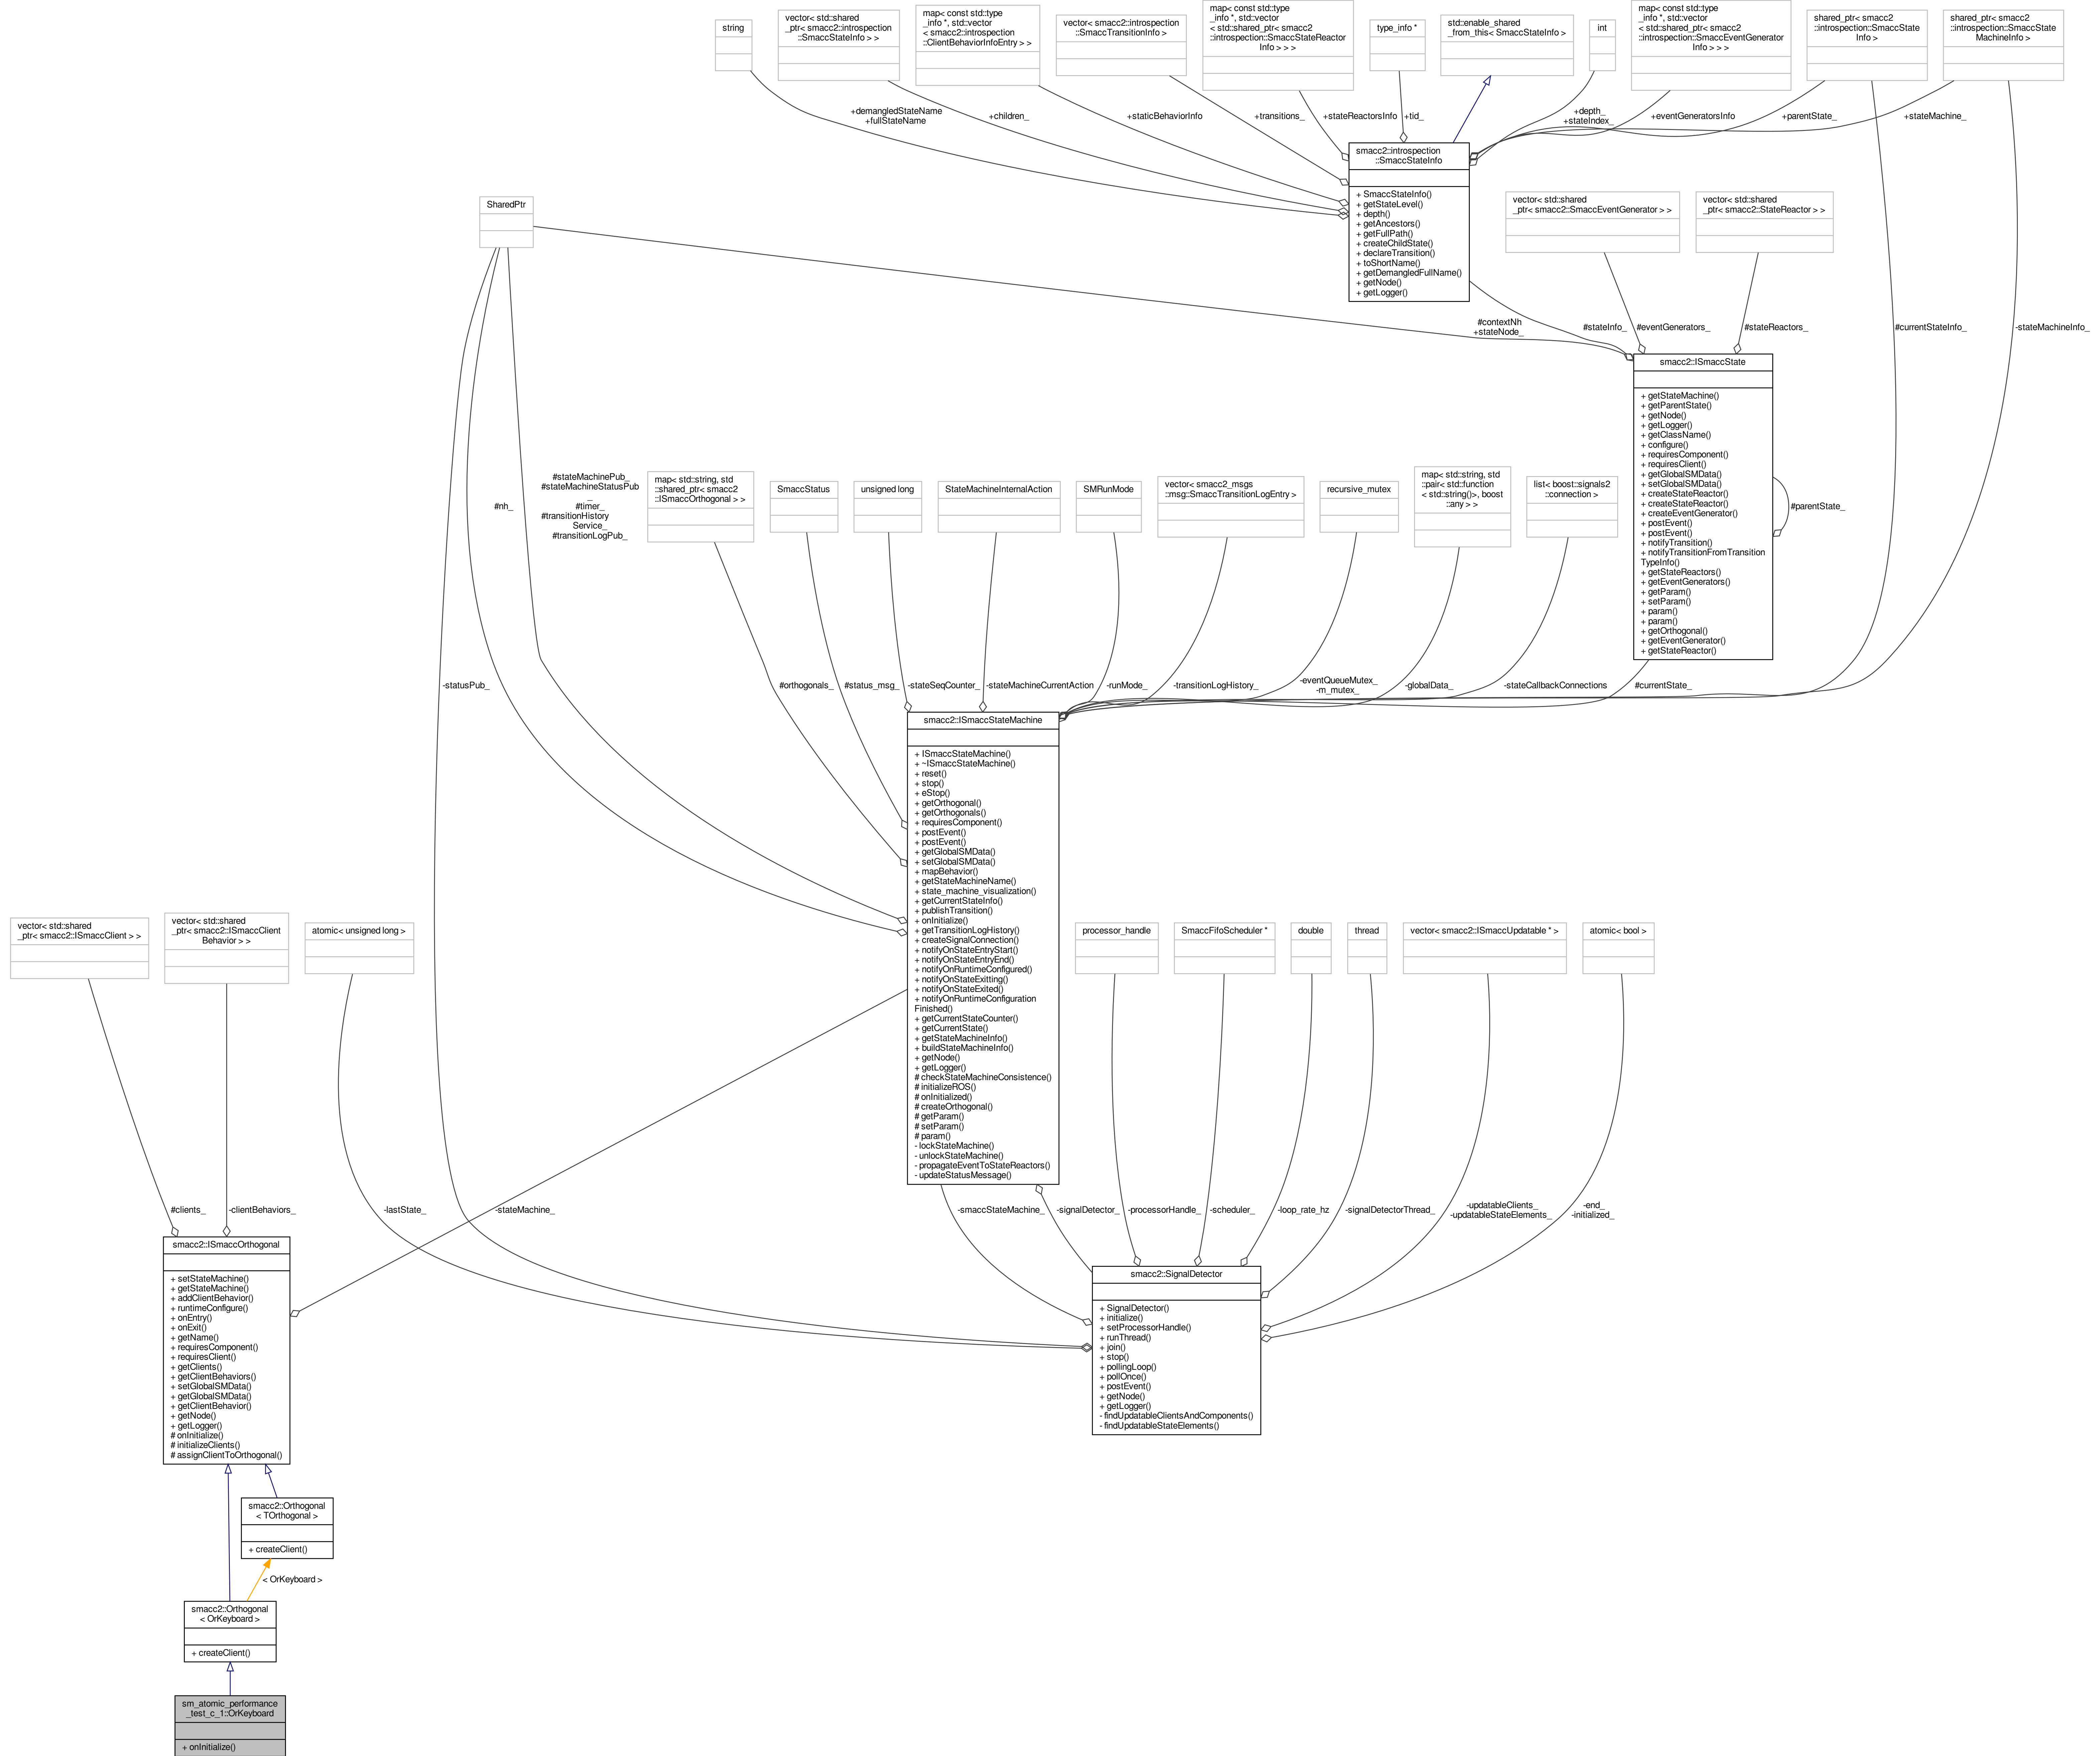 string
vector< std::shared
_ptr< smacc2::introspection
::SmaccStateInfo > >
map< const std::type
_info *, std::vector
< smacc2::introspection
::ClientBehaviorInfoEntry > >
vector< smacc2::introspection
::SmaccTransitionInfo >
map< const std::type
_info *, std::vector
< std::shared_ptr< smacc2
::introspection::SmaccStateReactor
Info > > >
type_info *
std::enable_shared
_from_this< SmaccStateInfo >
int
map< const std::type
_info *, std::vector
< std::shared_ptr< smacc2
::introspection::SmaccEventGenerator
Info > > >
shared_ptr< smacc2
::introspection::SmaccState
Info >
shared_ptr< smacc2
::introspection::SmaccState
MachineInfo >
+demangledStateName
+fullStateName
+children_
+staticBehaviorInfo
+transitions_
+stateReactorsInfo
+tid_
+depth_
+stateIndex_
+eventGeneratorsInfo
+parentState_
+stateMachine_
smacc2::introspection
::SmaccStateInfo
+ SmaccStateInfo()
+ getStateLevel()
+ depth()
+ getAncestors()
+ getFullPath()
+ createChildState()
+ declareTransition()
+ toShortName()
+ getDemangledFullName()
+ getNode()
+ getLogger()
SharedPtr
vector< std::shared
_ptr< smacc2::SmaccEventGenerator > >
vector< std::shared
_ptr< smacc2::StateReactor > >
#contextNh
+stateNode_
#stateInfo_
#eventGenerators_
#stateReactors_
#currentStateInfo_
-stateMachineInfo_
smacc2::ISmaccState
+ getStateMachine()
+ getParentState()
+ getNode()
+ getLogger()
+ getClassName()
+ configure()
+ requiresComponent()
+ requiresClient()
+ getGlobalSMData()
+ setGlobalSMData()
+ createStateReactor()
+ createStateReactor()
+ createEventGenerator()
+ postEvent()
+ postEvent()
+ notifyTransition()
+ notifyTransitionFromTransition
TypeInfo()
+ getStateReactors()
+ getEventGenerators()
+ getParam()
+ setParam()
+ param()
+ param()
+ getOrthogonal()
+ getEventGenerator()
+ getStateReactor()
#parentState_
#nh_
#stateMachinePub_
#stateMachineStatusPub
_
#timer_
#transitionHistory
Service_
#transitionLogPub_
map< std::string, std
::shared_ptr< smacc2
::ISmaccOrthogonal > >
SmaccStatus
unsigned long
StateMachineInternalAction
SMRunMode
vector< smacc2_msgs
::msg::SmaccTransitionLogEntry >
recursive_mutex
map< std::string, std
::pair< std::function
< std::string()>, boost
::any > >
list< boost::signals2
::connection >
-statusPub_
#orthogonals_
#status_msg_
-stateSeqCounter_
-stateMachineCurrentAction
-runMode_
-transitionLogHistory_
-eventQueueMutex_
-m_mutex_
-globalData_
-stateCallbackConnections
#currentState_
smacc2::ISmaccStateMachine
+ ISmaccStateMachine()
+ ~ISmaccStateMachine()
+ reset()
+ stop()
+ eStop()
+ getOrthogonal()
+ getOrthogonals()
+ requiresComponent()
+ postEvent()
+ postEvent()
+ getGlobalSMData()
+ setGlobalSMData()
+ mapBehavior()
+ getStateMachineName()
+ state_machine_visualization()
+ getCurrentStateInfo()
+ publishTransition()
+ onInitialize()
+ getTransitionLogHistory()
+ createSignalConnection()
+ notifyOnStateEntryStart()
+ notifyOnStateEntryEnd()
+ notifyOnRuntimeConfigured()
+ notifyOnStateExitting()
+ notifyOnStateExited()
+ notifyOnRuntimeConfiguration
Finished()
+ getCurrentStateCounter()
+ getCurrentState()
+ getStateMachineInfo()
+ buildStateMachineInfo()
+ getNode()
+ getLogger()
# checkStateMachineConsistence()
# initializeROS()
# onInitialized()
# createOrthogonal()
# getParam()
# setParam()
# param()
- lockStateMachine()
- unlockStateMachine()
- propagateEventToStateReactors()
- updateStatusMessage()
vector< std::shared
_ptr< smacc2::ISmaccClient > >
vector< std::shared
_ptr< smacc2::ISmaccClient
Behavior > >
atomic< unsigned long >
processor_handle
SmaccFifoScheduler *
double
thread
vector< smacc2::ISmaccUpdatable * >
atomic< bool >
#clients_
-clientBehaviors_
-lastState_
-stateMachine_
-smaccStateMachine_
-signalDetector_
-processorHandle_
-scheduler_
-loop_rate_hz
-signalDetectorThread_
-updatableClients_
-updatableStateElements_
-end_
-initialized_
smacc2::ISmaccOrthogonal
+ setStateMachine()
+ getStateMachine()
+ addClientBehavior()
+ runtimeConfigure()
+ onEntry()
+ onExit()
+ getName()
+ requiresComponent()
+ requiresClient()
+ getClients()
+ getClientBehaviors()
+ setGlobalSMData()
+ getGlobalSMData()
+ getClientBehavior()
+ getNode()
+ getLogger()
# onInitialize()
# initializeClients()
# assignClientToOrthogonal()
smacc2::SignalDetector
+ SignalDetector()
+ initialize()
+ setProcessorHandle()
+ runThread()
+ join()
+ stop()
+ pollingLoop()
+ pollOnce()
+ postEvent()
+ getNode()
+ getLogger()
- findUpdatableClientsAndComponents()
- findUpdatableStateElements()
smacc2::Orthogonal
< TOrthogonal >
+ createClient()
< OrKeyboard >
smacc2::Orthogonal
< OrKeyboard >
+ createClient()
sm_atomic_performance
_test_c_1::OrKeyboard
+ onInitialize()